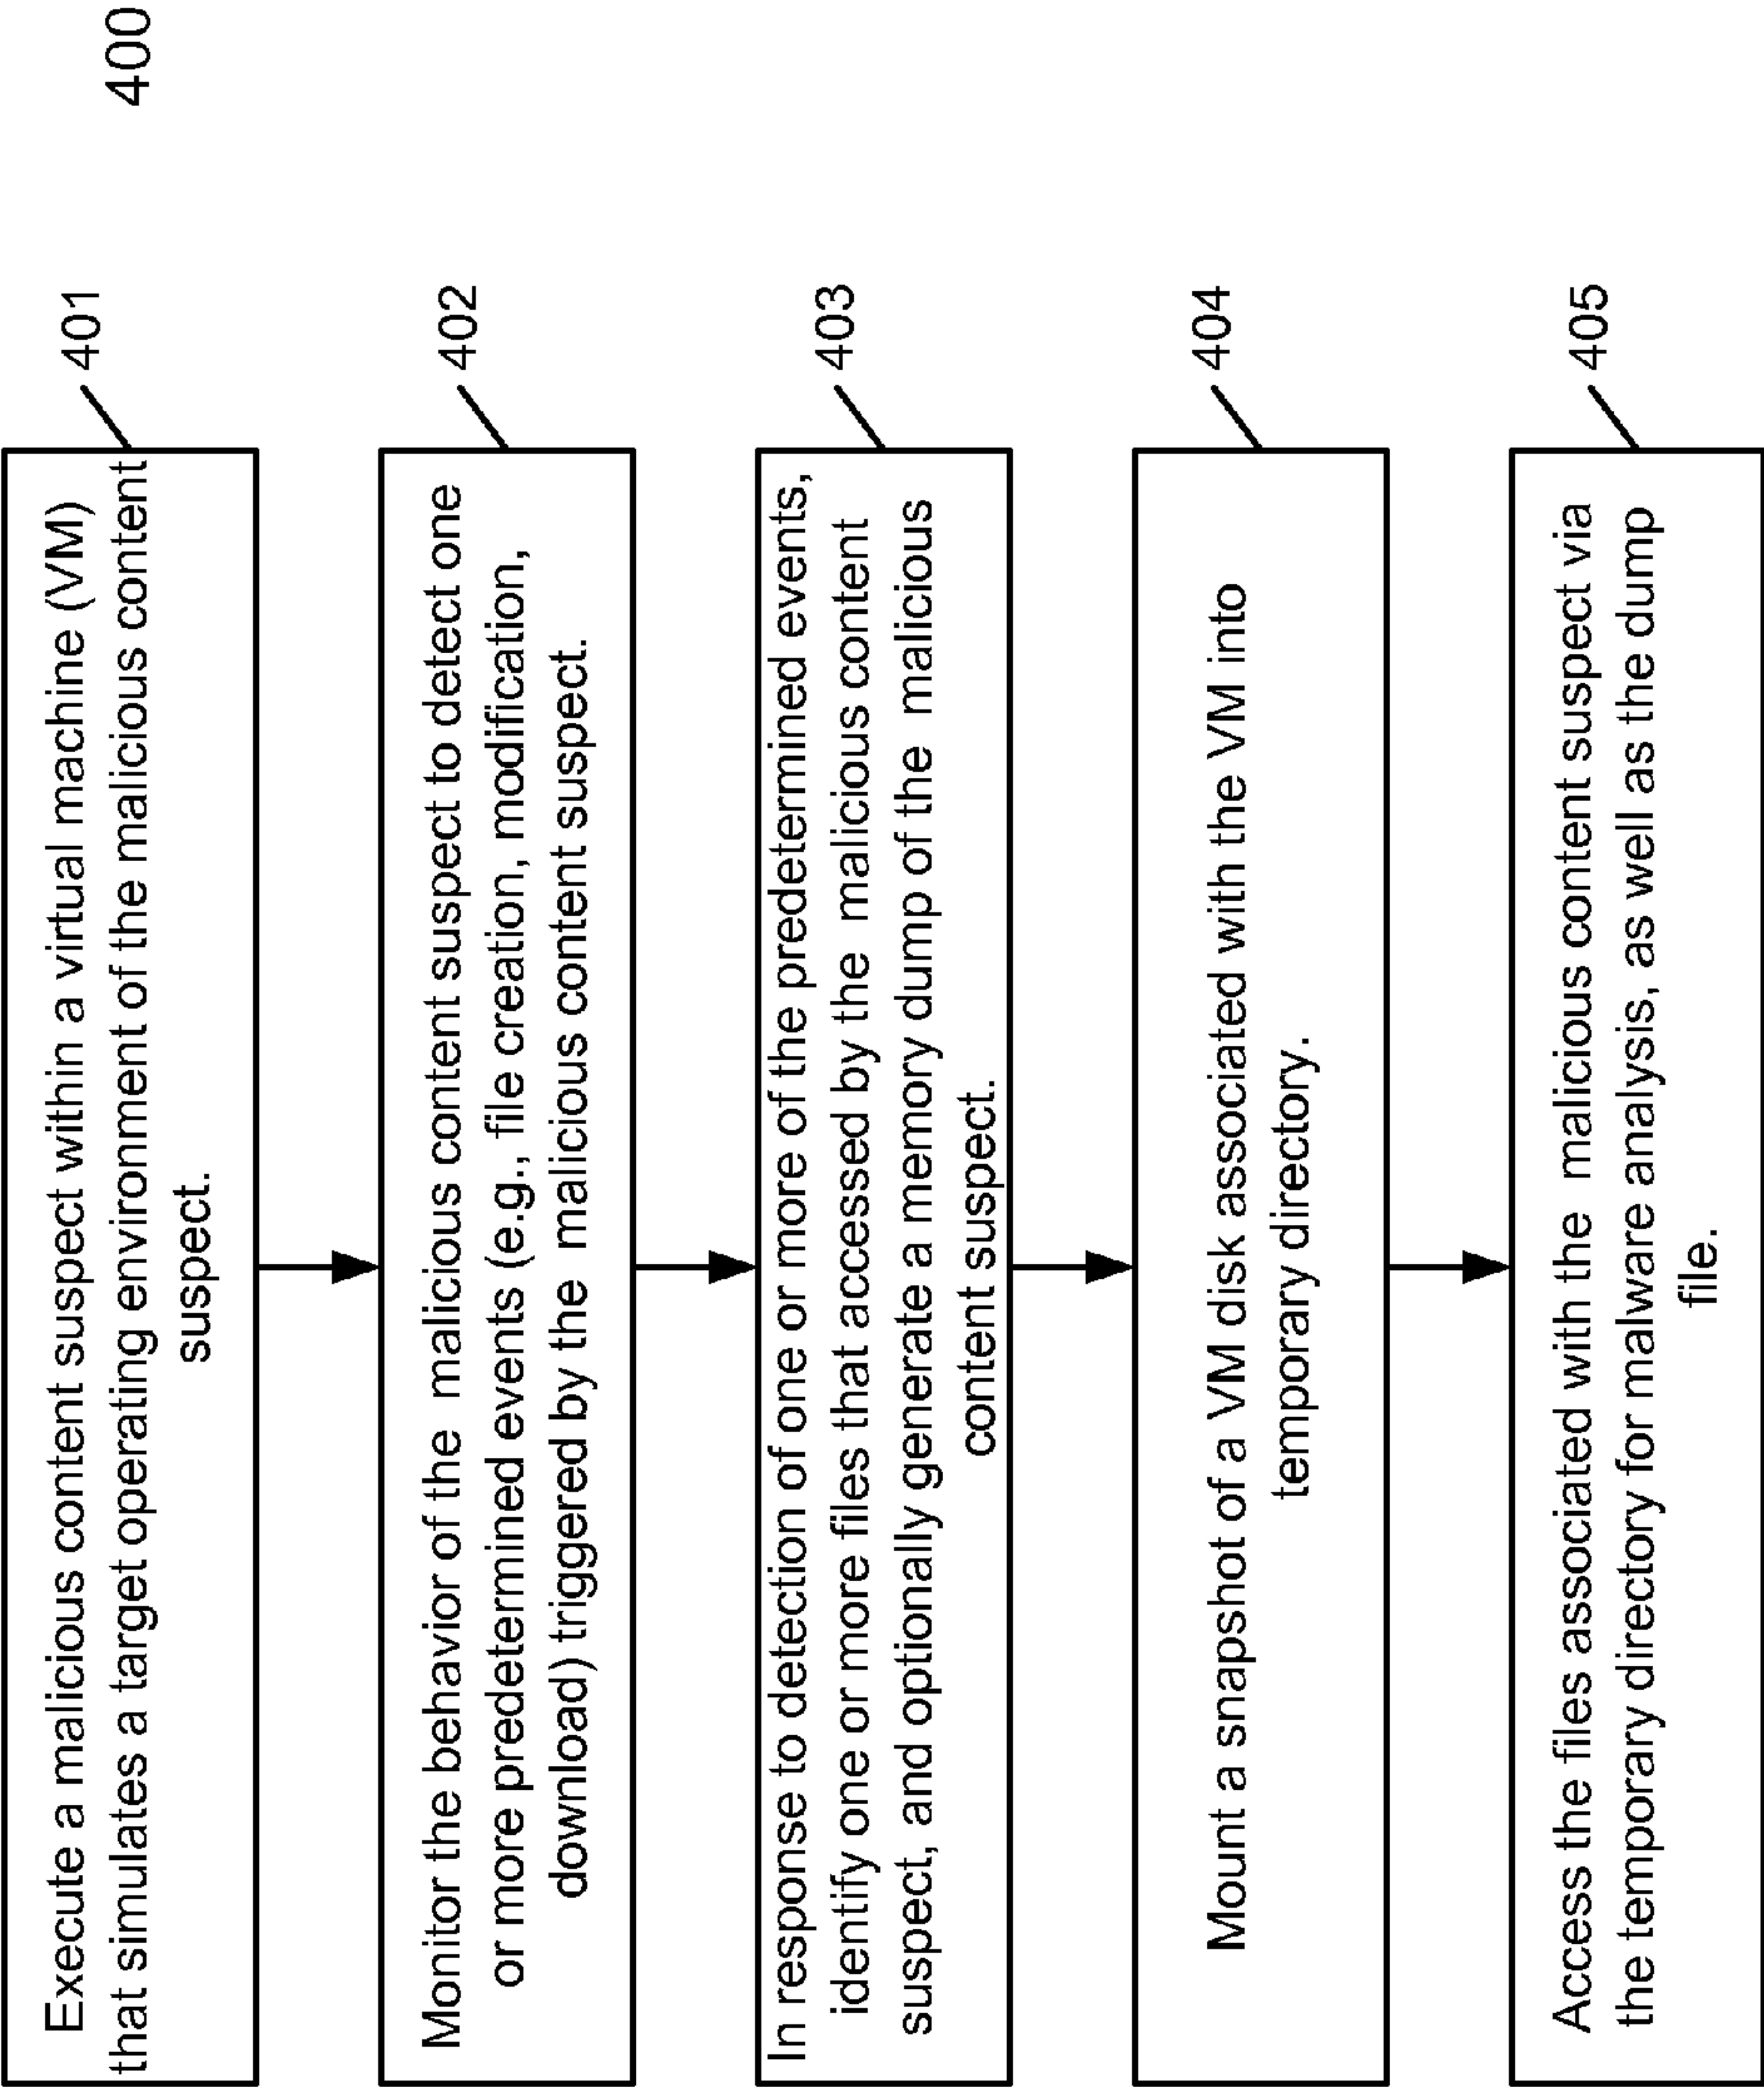 400
401
Execute a malicious content suspect within a virtual machine (VM)
that simulates a target operating environment of the malicious content
suspect.
402
Monitor the behavior of the malicious content suspect to detect one
or more predetermined events (e.g., file creation, modification,
download) triggered by the malicious content suspect.
403
In response to detection of one or more of the predetermined events,
identify one or more files that accessed by the malicious content
suspect, and optionally generate a memory dump of the malicious
content suspect.
404
Mount a snapshot of a VM disk associated with the VM into
temporary directory.
405
Access the files associated with the malicious content suspect via
the temporary directory for malware analysis, as well as the dump
file.